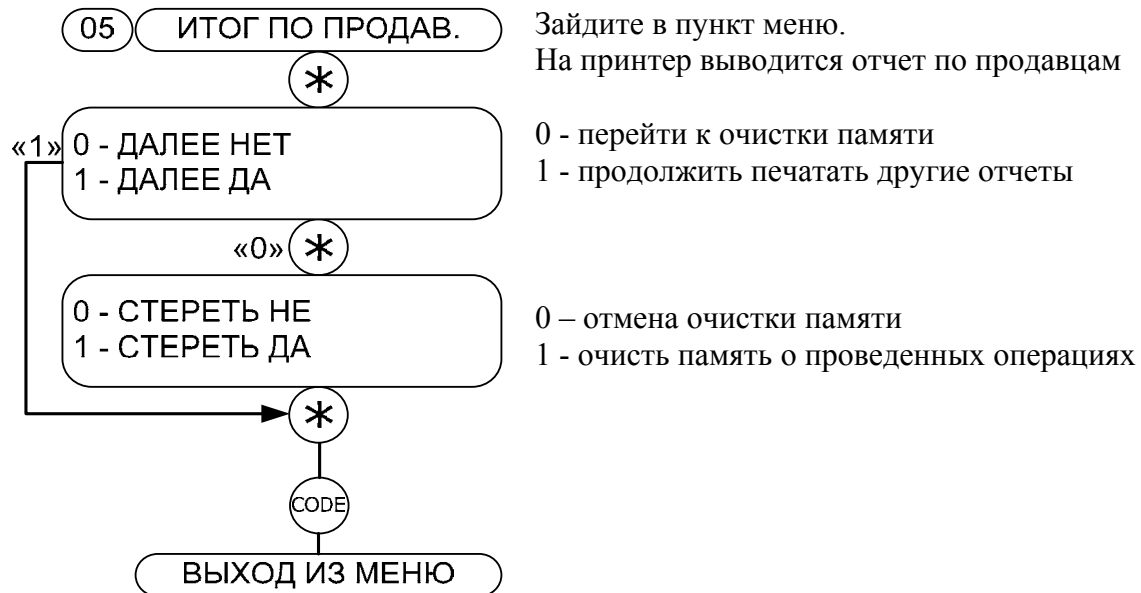 05 ИТОГ ПО ПРОДАВ. Зайдите в пункт меню.
На принтер выводится отчет по продавцам
*
«1» 0 - ДАЛЕЕ НЕТ 0 - перейти к очистки памяти
1 - ДАЛЕЕ ДА 1 - продолжить печатать другие отчеты
«0» *
0 - СТЕРЕТЬ НЕ 0 – отмена очистки памяти
1 - СТЕРЕТЬ ДА 1 - очисть память о проведенных операциях
*
CODE
ВЫХОД ИЗ МЕНЮ